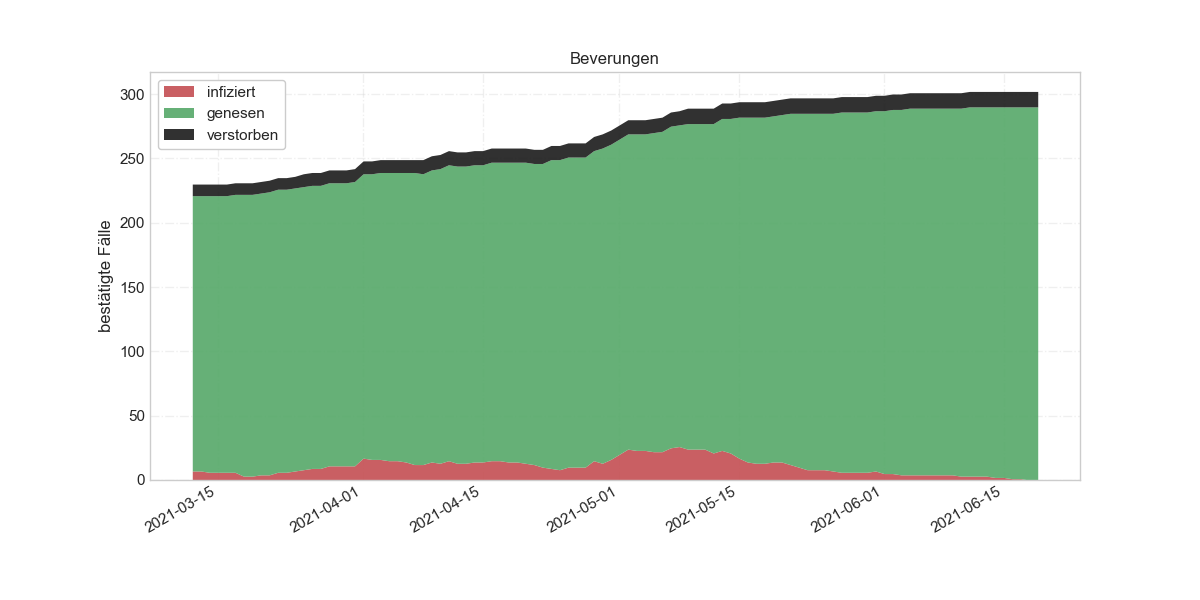 Beverungen
infiziert
genesen
verstorben
bestätigte Fälle
300
250
200
150
100
50
0
2021-03-15
2021-04-01
2021-04-15
2021-05-01
2021-05-15
2021-06-01
2021-06-15